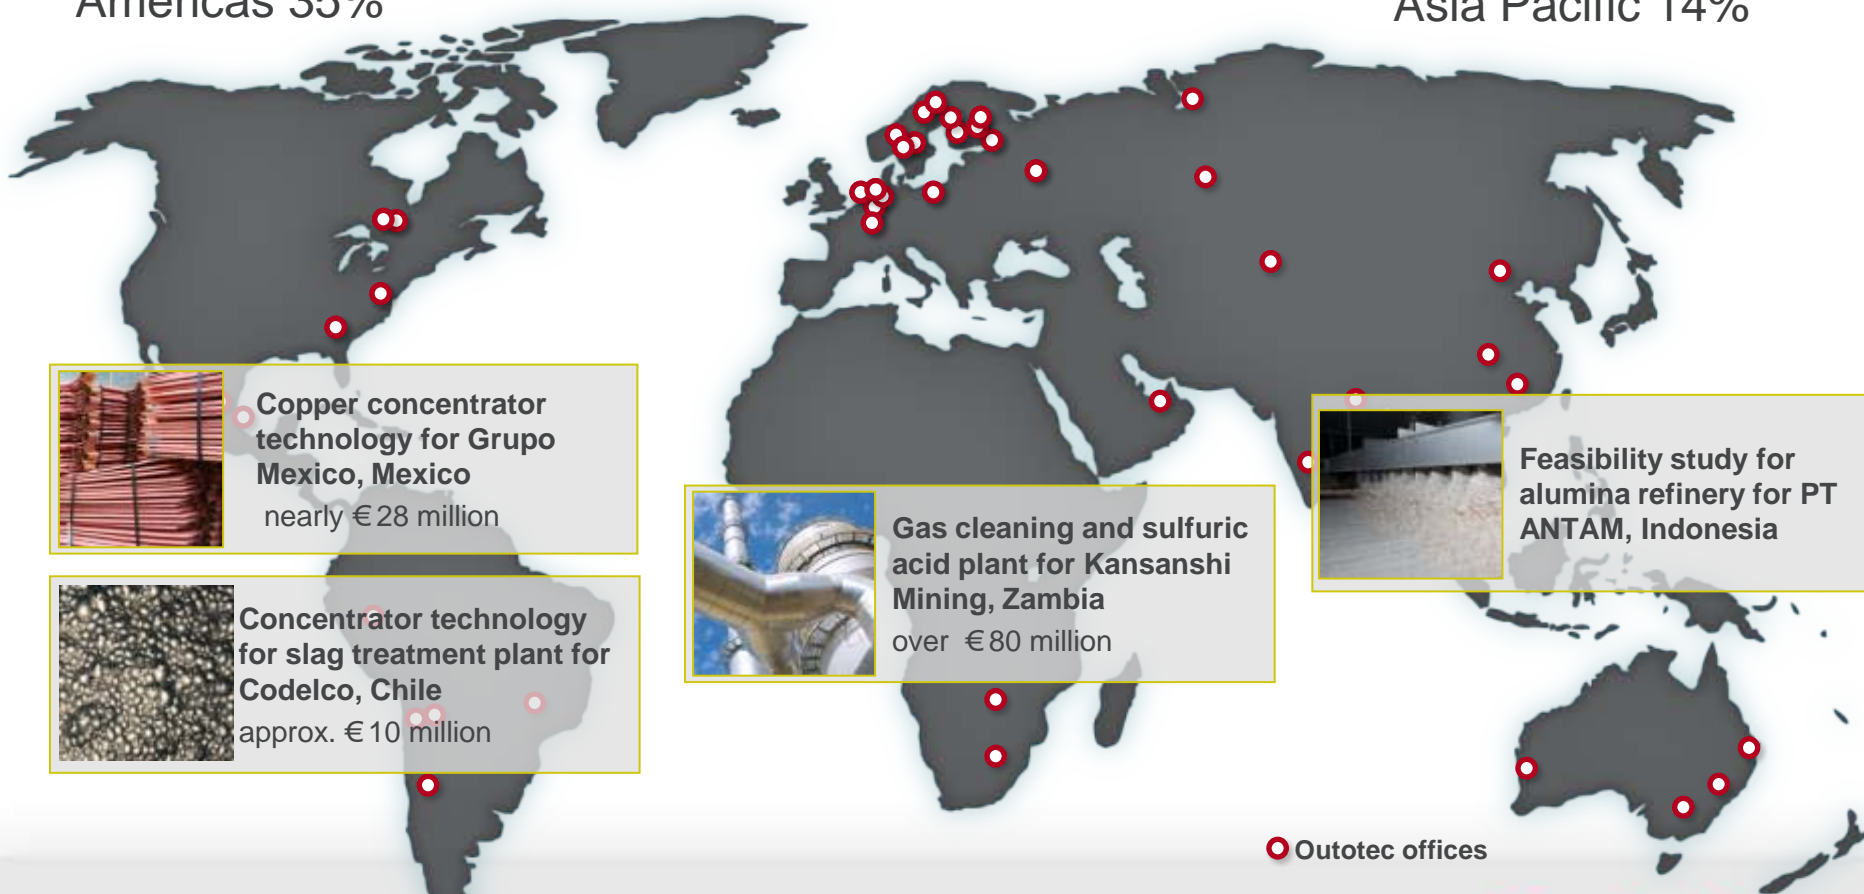 Americas 35%
Asia Pacific 14%
Copper concentrator
technology for Grupo
Mexico, Mexico
nearly €28 million
Concentrator technology
for slag treatment plant for
Codelco, Chile
approx. €10 million
Gas cleaning and sulfuric
acid plant for Kansanshi
Mining, Zambia
over €80 million
Feasibility study for
alumina refinery for PT
ANTAM, Indonesia
Outotec offices